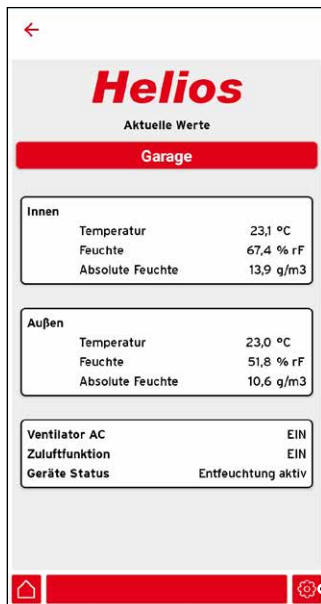 Helios
Aktuelle Werte
Garage
Innen
Temperatur 23,1 °C
Feuchte 67,4 % rF
Absolute Feuchte 13,9 g/m3
Außen
Temperatur 23,0 °C
Feuchte 51,8 % rF
Absolute Feuchte 10,6 g/m3
Ventilator AC EIN
Zuluftfunktion EIN
Geräte Status Entfeuchtung aktiv